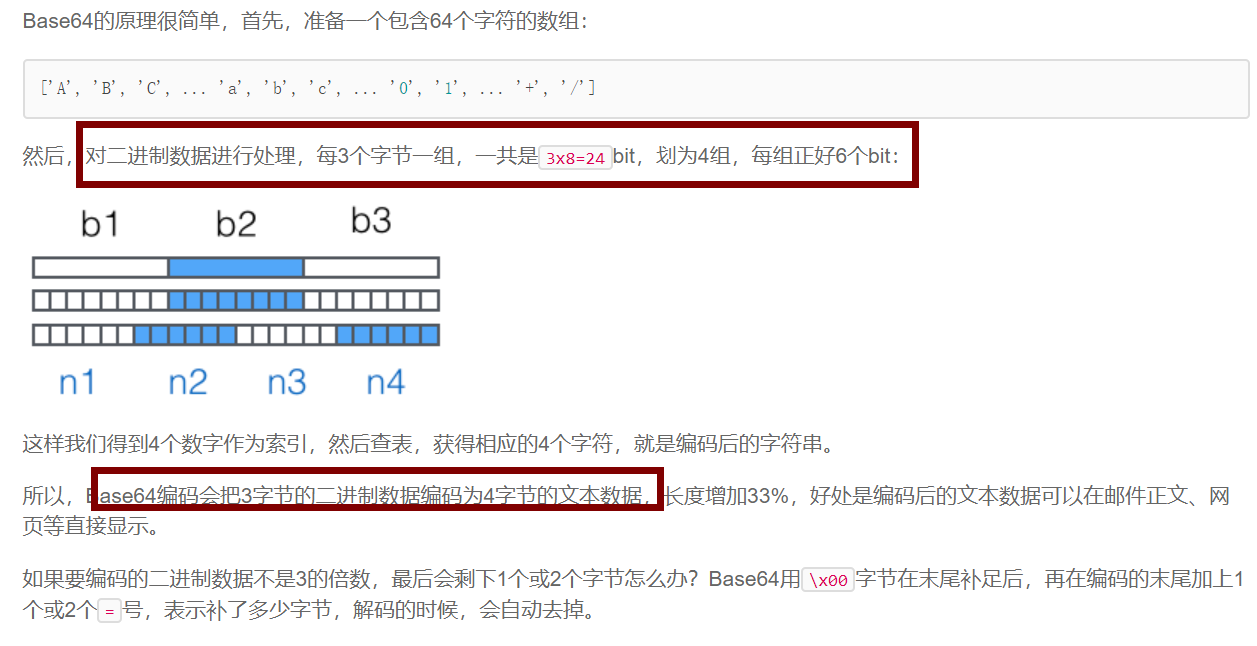 Base64的原理很简单，首先，准备一个包含64个字符的数组：
['A', 'B', 'C', ... 'a', 'b', 'c', ... '0', '1', ... '+', '/']
然后，对二进制数据进行处理，每3个字节一组，一共是3x8=24bit，划为4组，每组正好6个bit：
b1 b2 b3
n1 n2 n3 n4
这样我们得到4个数字作为索引，然后查表，获得相应的4个字符，就是编码后的字符串。
所以，Base64编码会把3字节的二进制数据编码为4字节的文本数据，长度增加33%，好处是编码后的文本数据可以在邮件正文、网
页等直接显示。
如果要编码的二进制数据不是3的倍数，最后会剩下1个或2个字节怎么办？Base64用\x00字节在末尾补足后，再在编码的末尾加上1
个或2个=号，表示补了多少字节，解码的时候，会自动去掉。